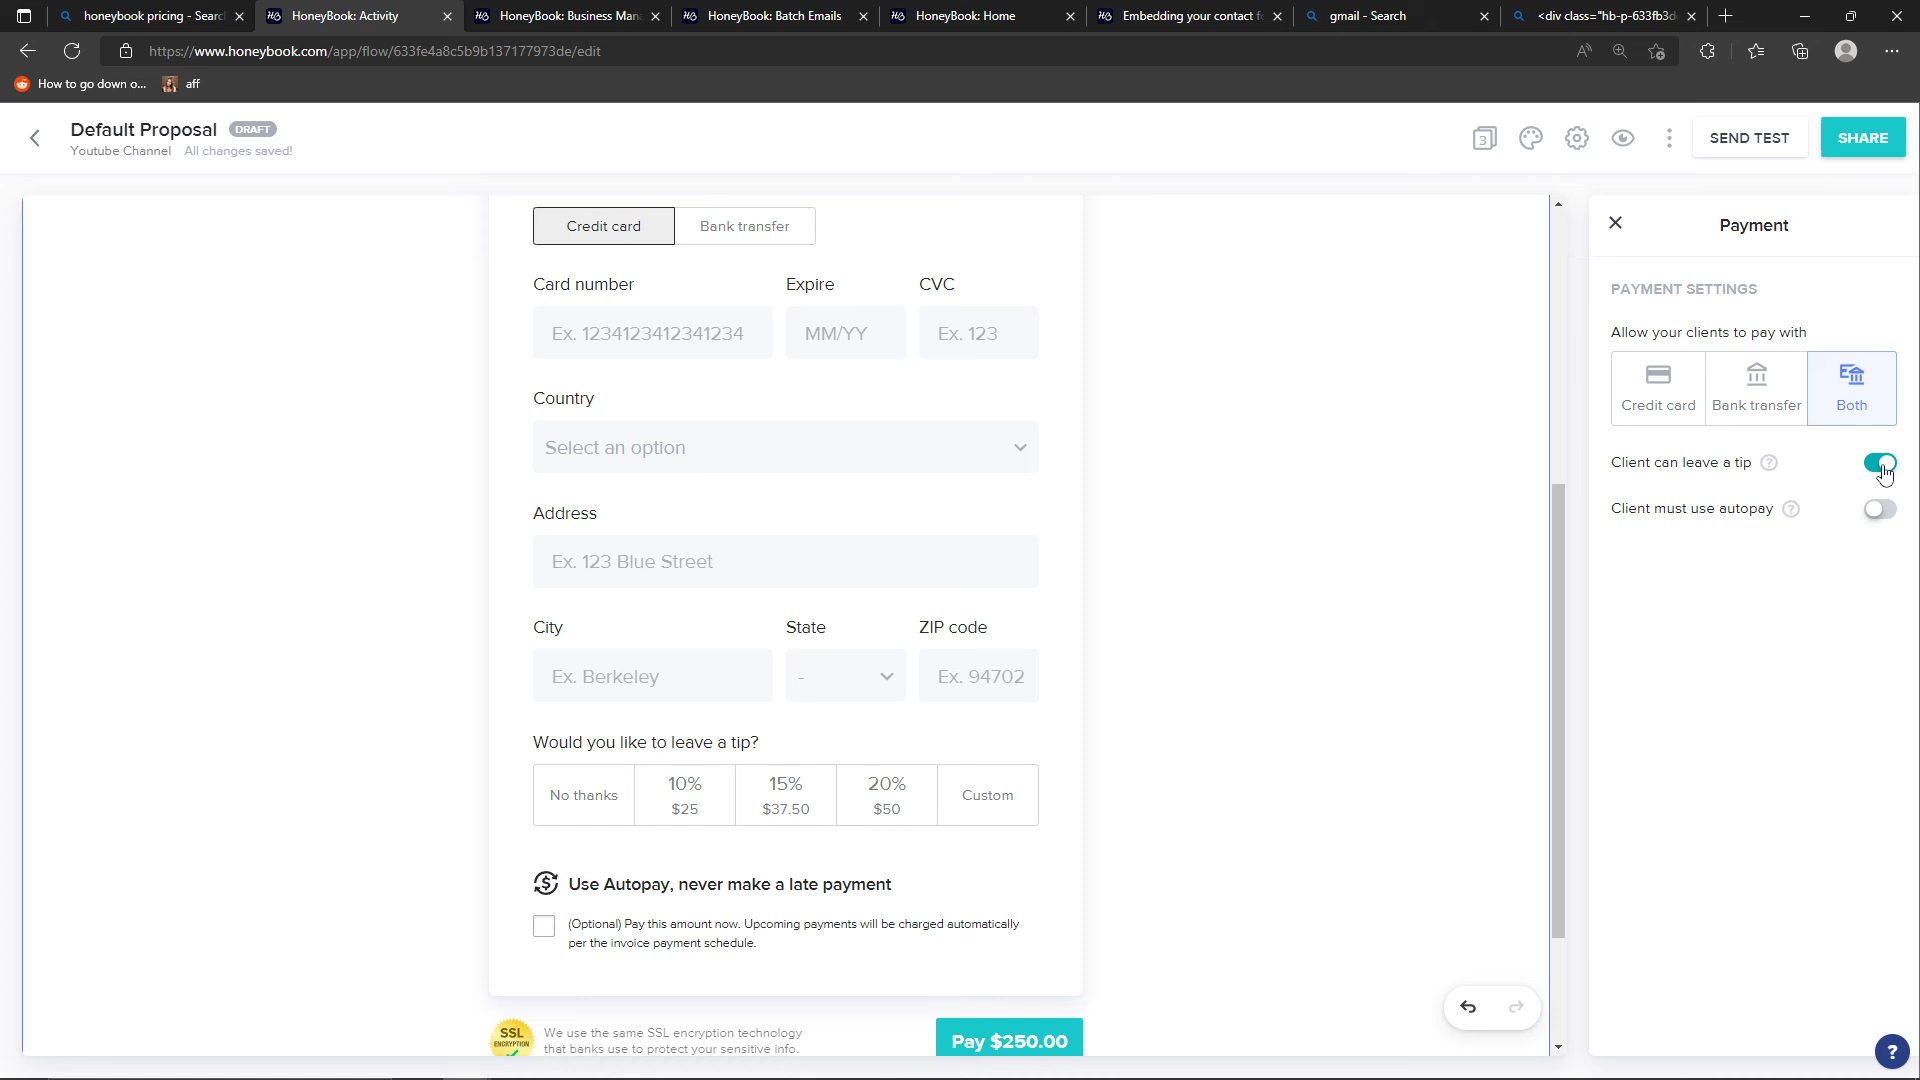 honeybook pricing - Searc
HoneyBook: Activity
HoneyBook: Business Man
HoneyBook: Batch Emails
HoneyBook: Home
Embedding your contact fo
gmail - Search
<div class="hb-p-633fb3d
https://www.honeybook.com/app/flow/633fe4a8c5b9b137177973de/edit
How to go down o...
aff
Default Proposal DRAFT
Youtube Channel All changes saved!
3
SEND TEST
SHARE
Credit card
Bank transfer
Card number
Expire
CVC
Ex. 1234123412341234
MM/YY
Ex. 123
Country
Select an option
Address
Ex. 123 Blue Street
City
State
ZIP code
Ex. Berkeley
-
Ex. 94702
Would you like to leave a tip?
No thanks
10%
$25
15%
$37.50
20%
$50
Custom
Use Autopay, never make a late payment
(Optional) Pay this amount now. Upcoming payments will be charged automatically
per the invoice payment schedule.
SSL
ENCRYPTION
We use the same SSL encryption technology
that banks use to protect your sensitive info.
Pay $250.00
Payment
PAYMENT SETTINGS
Allow your clients to pay with
Credit card
Bank transfer
Both
Client can leave a tip ?
Client must use autopay ?
?